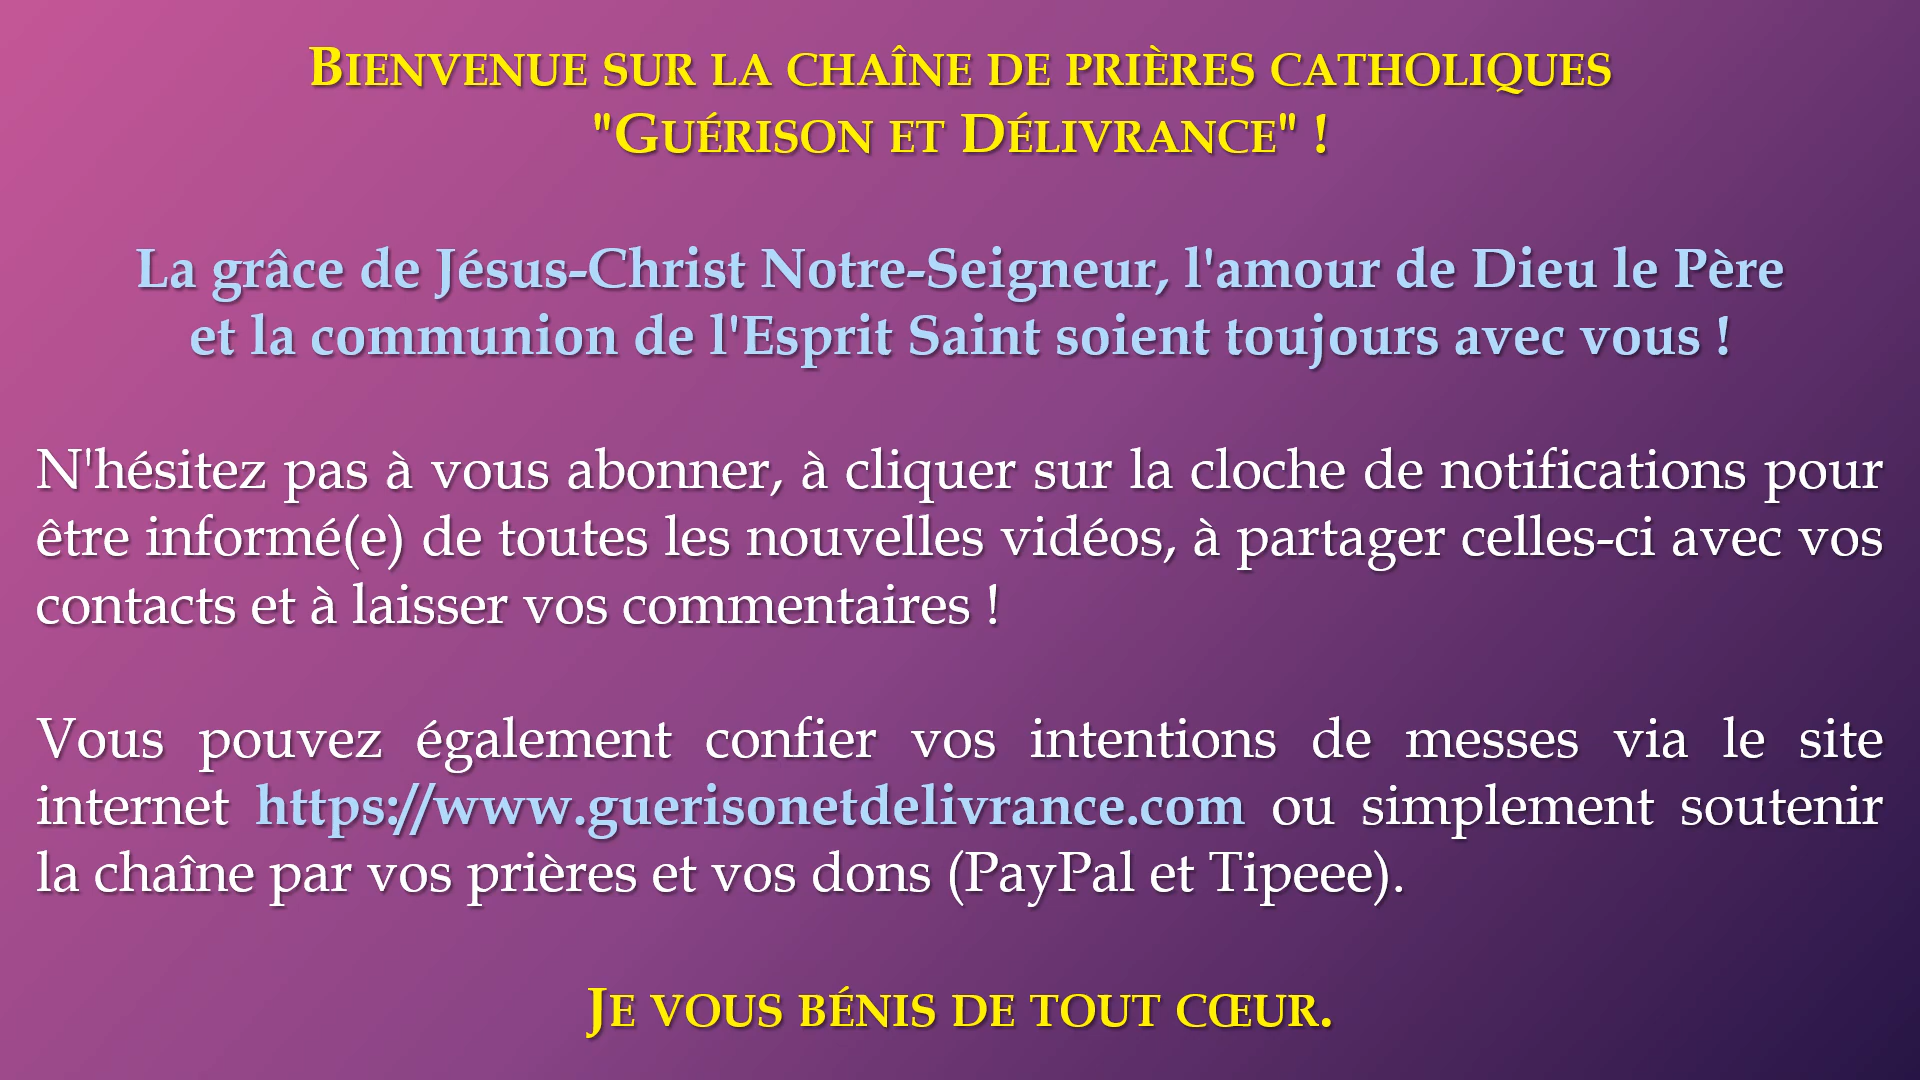 Bienvenue sur la chaîne de prières catholiques
"Guérison et Délivrance" !
La grâce de Jésus-Christ Notre-Seigneur, l'amour de Dieu le Père
et la communion de l'Esprit Saint soient toujours avec vous !
N'hésitez pas à vous abonner, à cliquer sur la cloche de notifications pour
être informé(e) de toutes les nouvelles vidéos, à partager celles-ci avec vos
contacts et à laisser vos commentaires !
Vous pouvez également confier vos intentions de messes via le site
internet https://www.guerisonetdelivrance.com ou simplement soutenir
la chaîne par vos prières et vos dons (PayPal et Tipeee).
Je vous bénis de tout cœur.